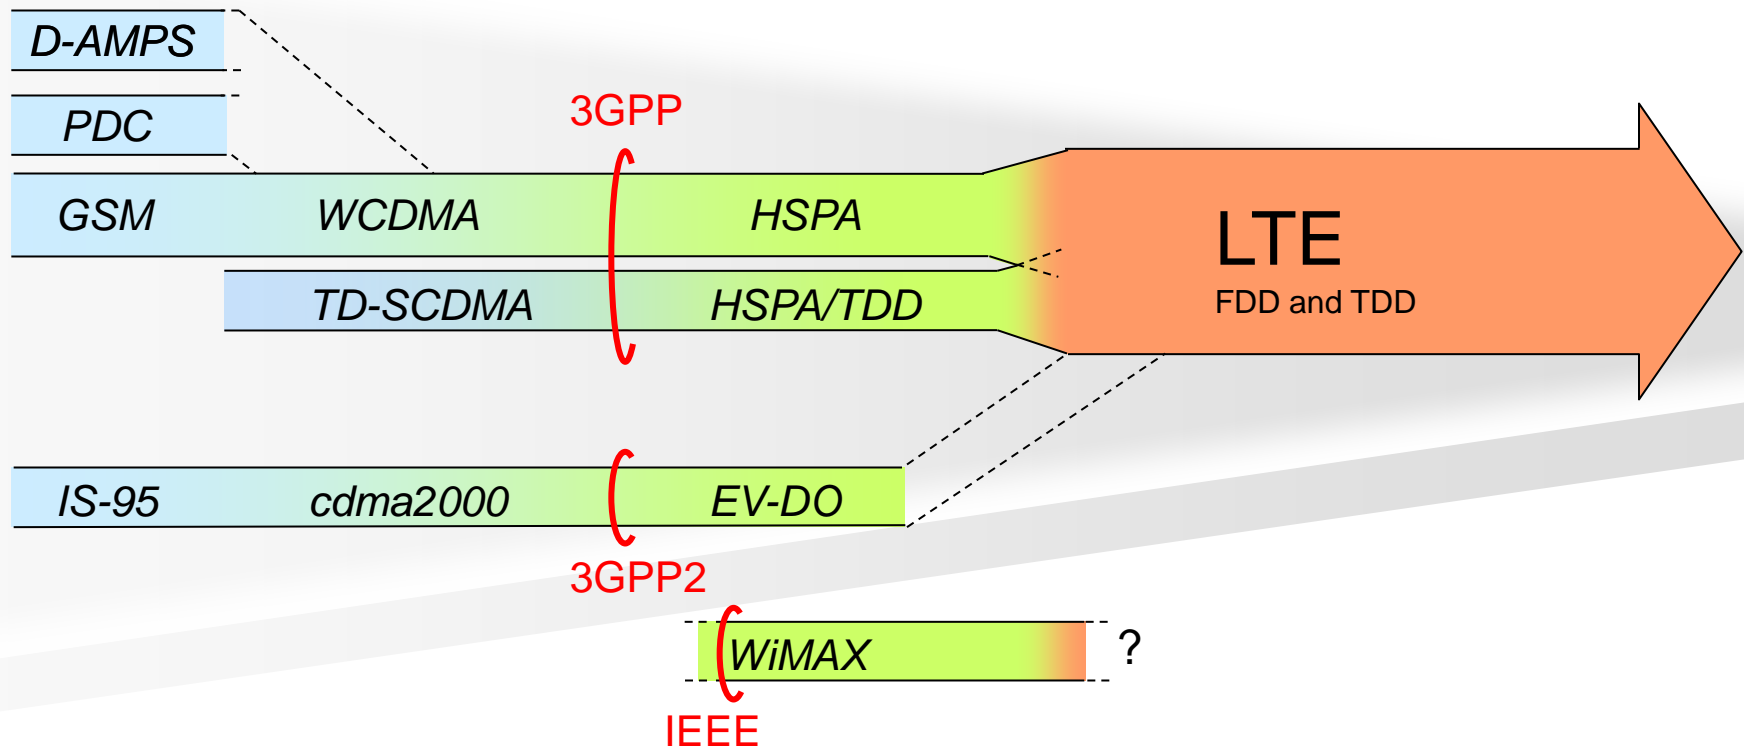 D-AMPS
PDC
3GPP
GSM WCDMA HSPA
LTE
TD-SCDMA HSPA/TDD
FDD and TDD
IS-95 cdma2000 EV-DO
3GPP2
WiMAX ?
IEEE